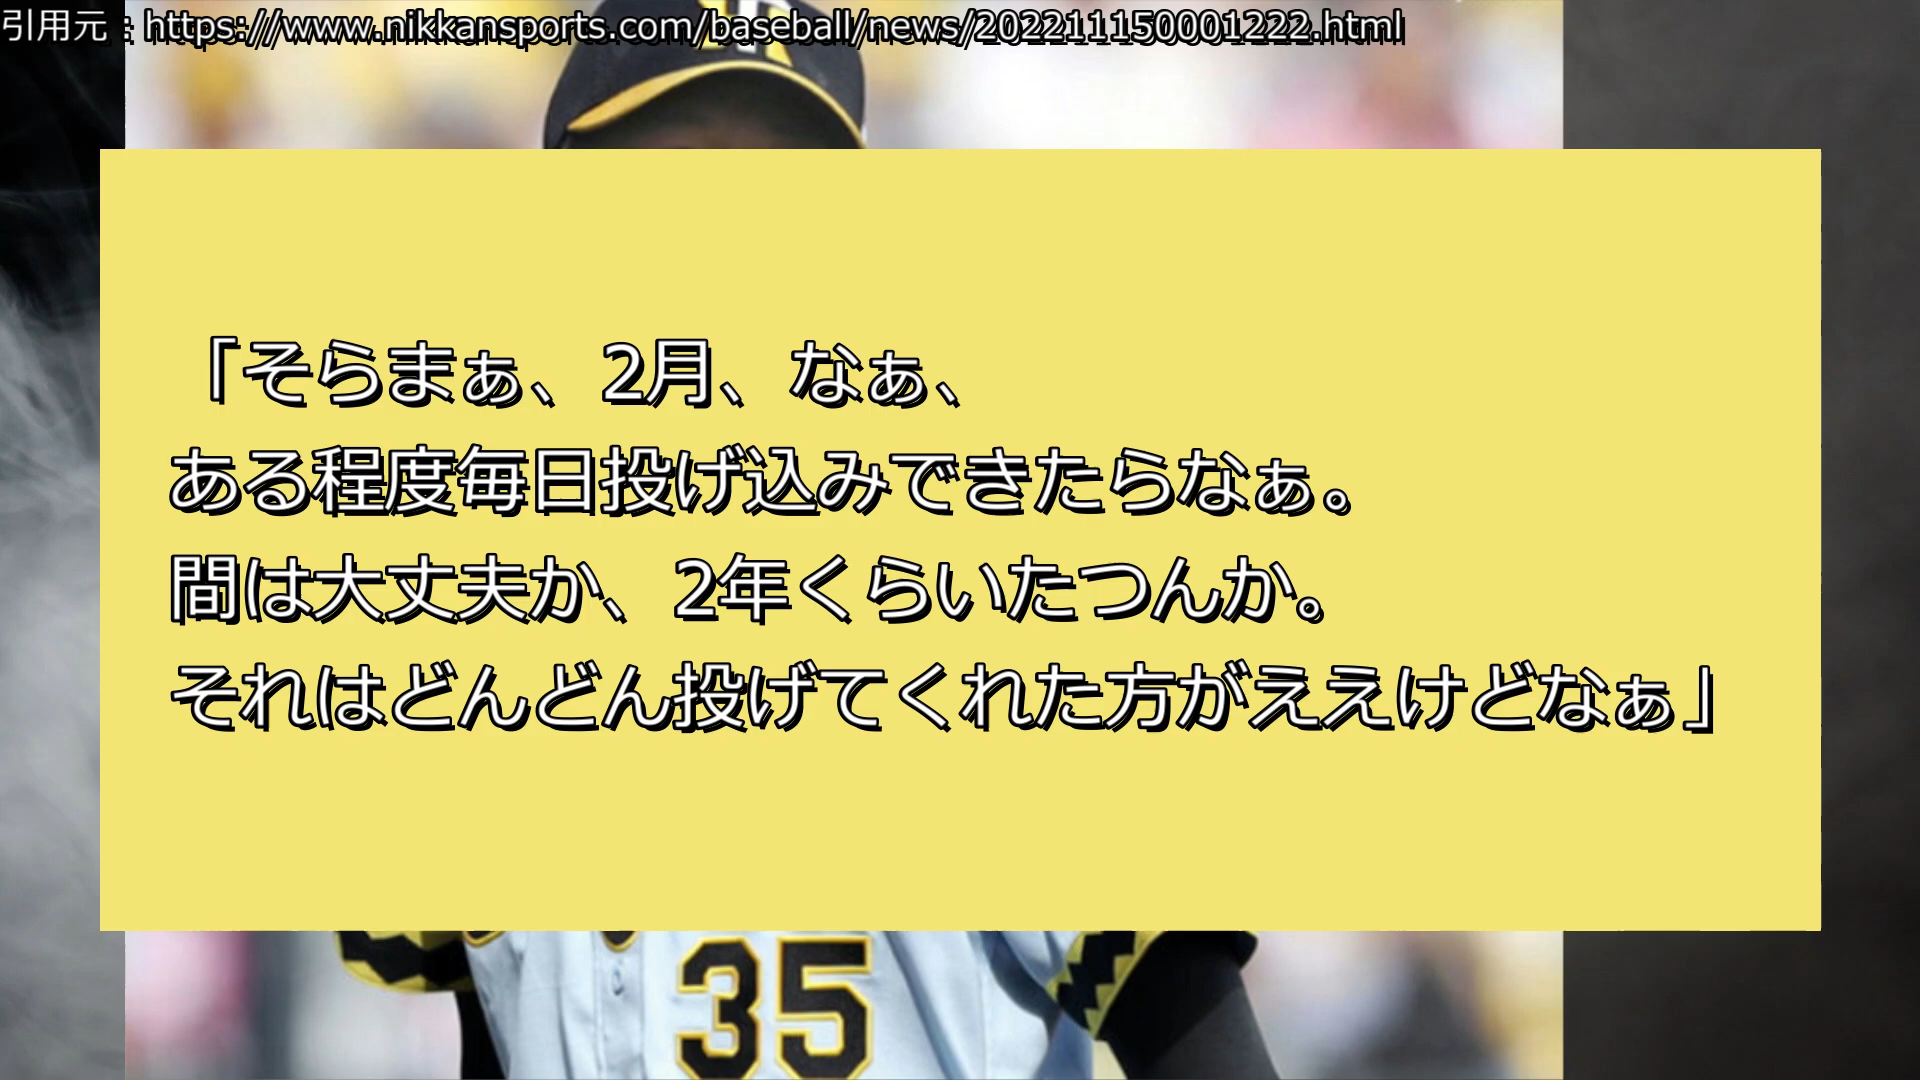 引用元：https://www.nikkansports.com/baseball/news/202211150001222.html
「そらまぁ、2月、なぁ、
ある程度毎日投げ込みできたらなぁ。
間は大丈夫か、2年くらいたつんか。
それはどんどん投げてくれた方がええけどなぁ」
35